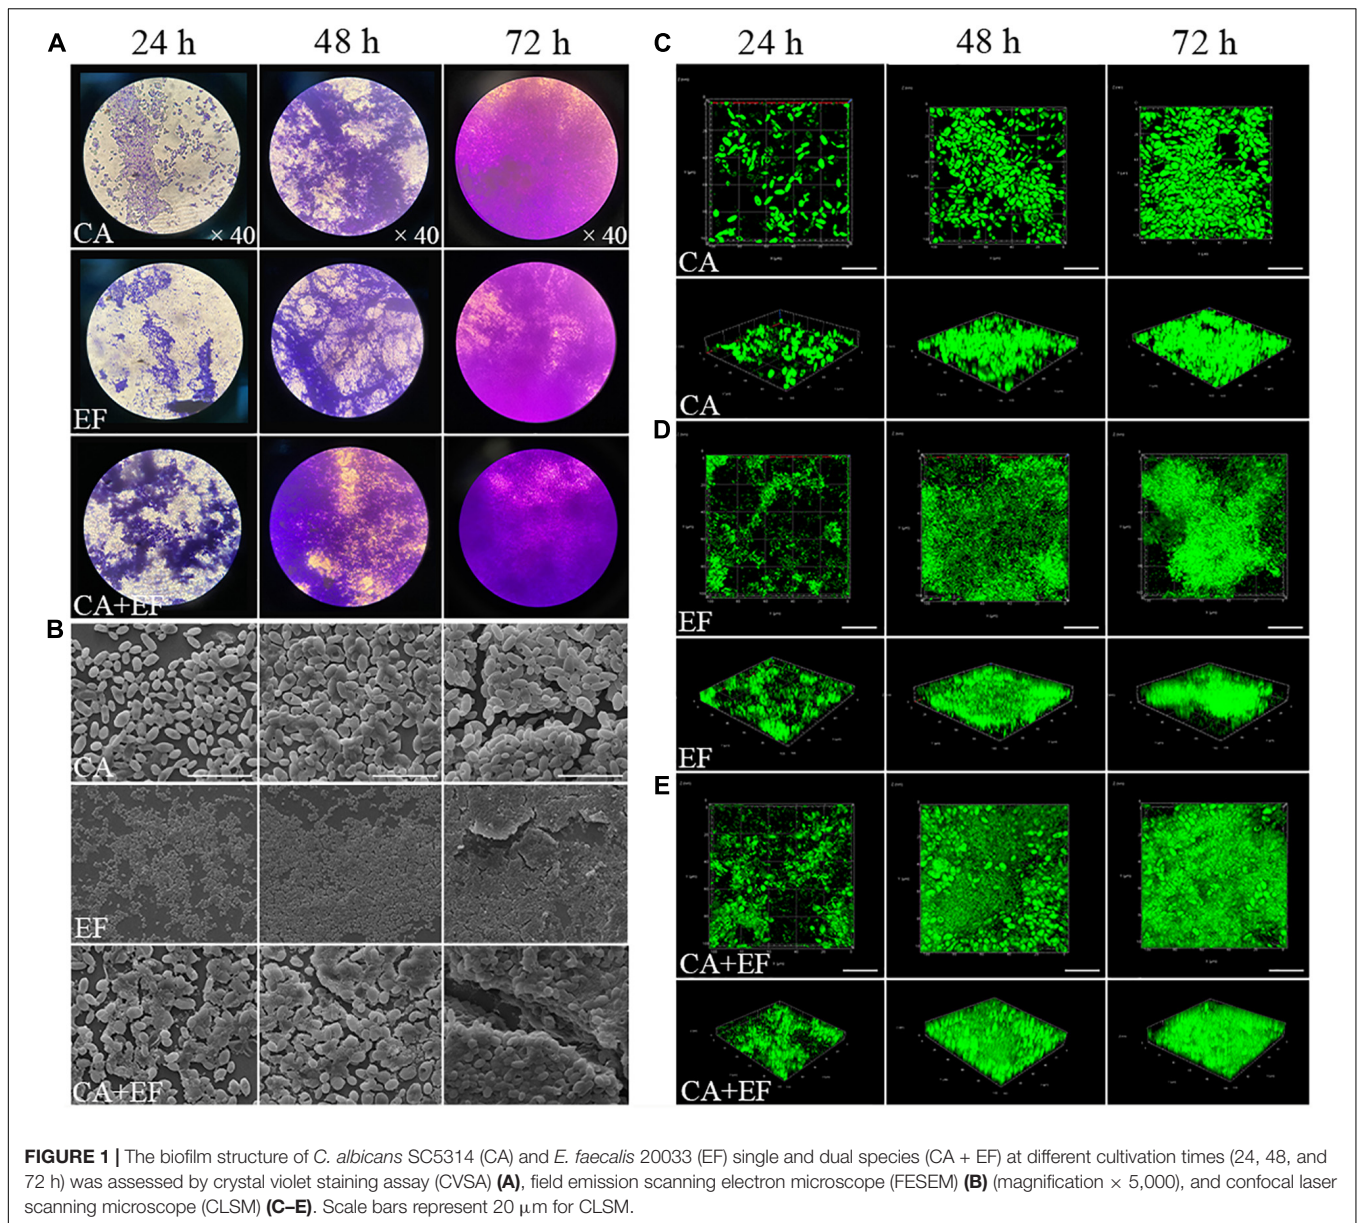 A 24 h 48 h 72 h
CA × 40 × 40 × 40
EF
CA+EF
B
CA
EF
CA+EF
C 24 h 48 h 72 h
CA
CA
D
EF
EF
E
CA+EF
CA+EF
FIGURE 1 | The biofilm structure of C. albicans SC5314 (CA) and E. faecalis 20033 (EF) single and dual species (CA + EF) at different cultivation times (24, 48, and
72 h) was assessed by crystal violet staining assay (CVSA) (A), field emission scanning electron microscope (FESEM) (B) (magnification × 5,000), and confocal laser
scanning microscope (CLSM) (C–E). Scale bars represent 20 μm for CLSM.